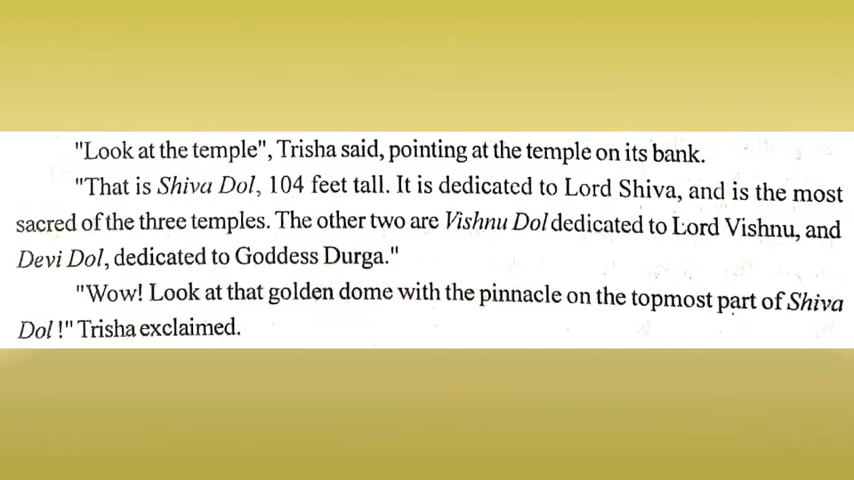 "Look at the temple", Trisha said, pointing at the temple on its bank.
"That is Shiva Dol, 104 feet tall. It is dedicated to Lord Shiva, and is the most
sacred of the three temples. The other two are Vishnu Dol dedicated to Lord Vishnu, and
Devi Dol, dedicated to Goddess Durga."
"Wow! Look at that golden dome with the pinnacle on the topmost part of Shiva
Dol !" Trisha exclaimed.